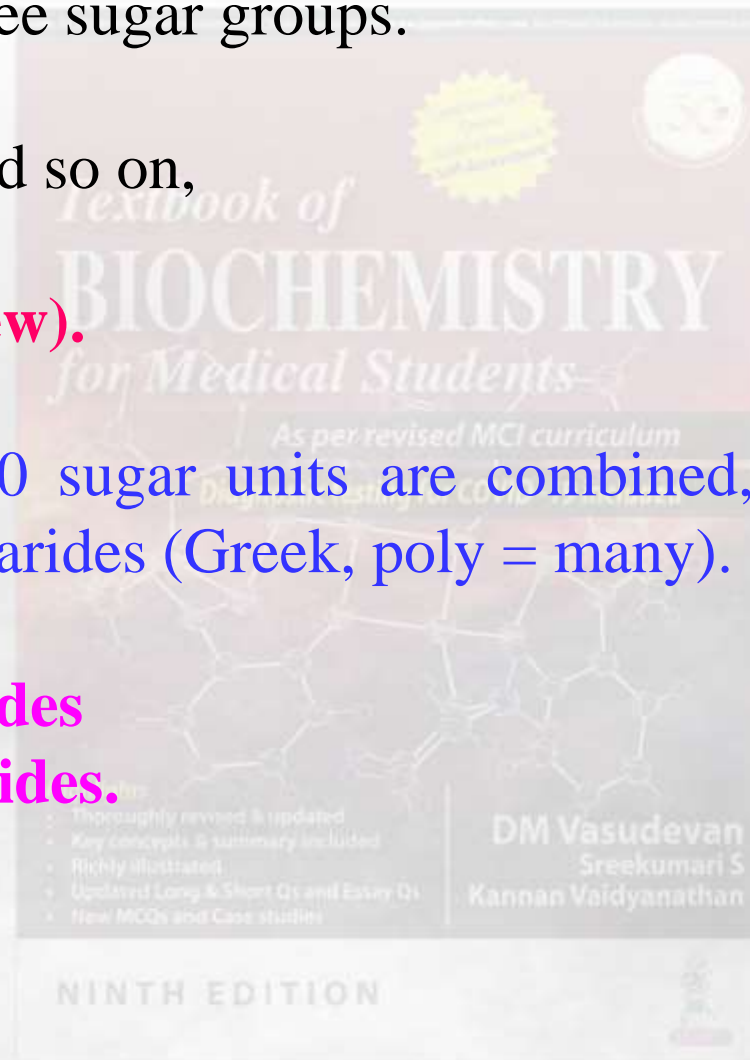 ee sugar groups.
d so on,
Textbook of
BIOCHEMISTRY
ew).
for Medical Students
As per revised MCI curriculum
0 sugar units are combined,
arides (Greek, poly = many).
des
ides.
Thoroughly revised & updated
Key concepts & summary included
Richly illustrated
Updated Long & Short Qs and Essay Qs
New MCQs and Case studies
DM Vasudevan
Sreekumari S
Kannan Vaidyanathan
NINTH EDITION